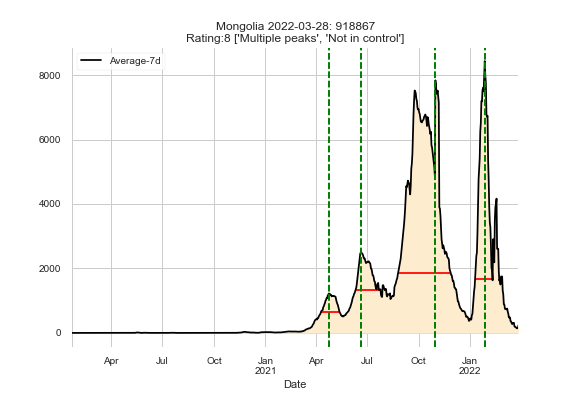 Mongolia 2022-03-28: 918867
Rating:8 ['Multiple peaks', 'Not in control']
Average-7d
8000
6000
4000
2000
0
Apr Jul Oct Jan Apr Jul Oct Jan
2021 2022
Date